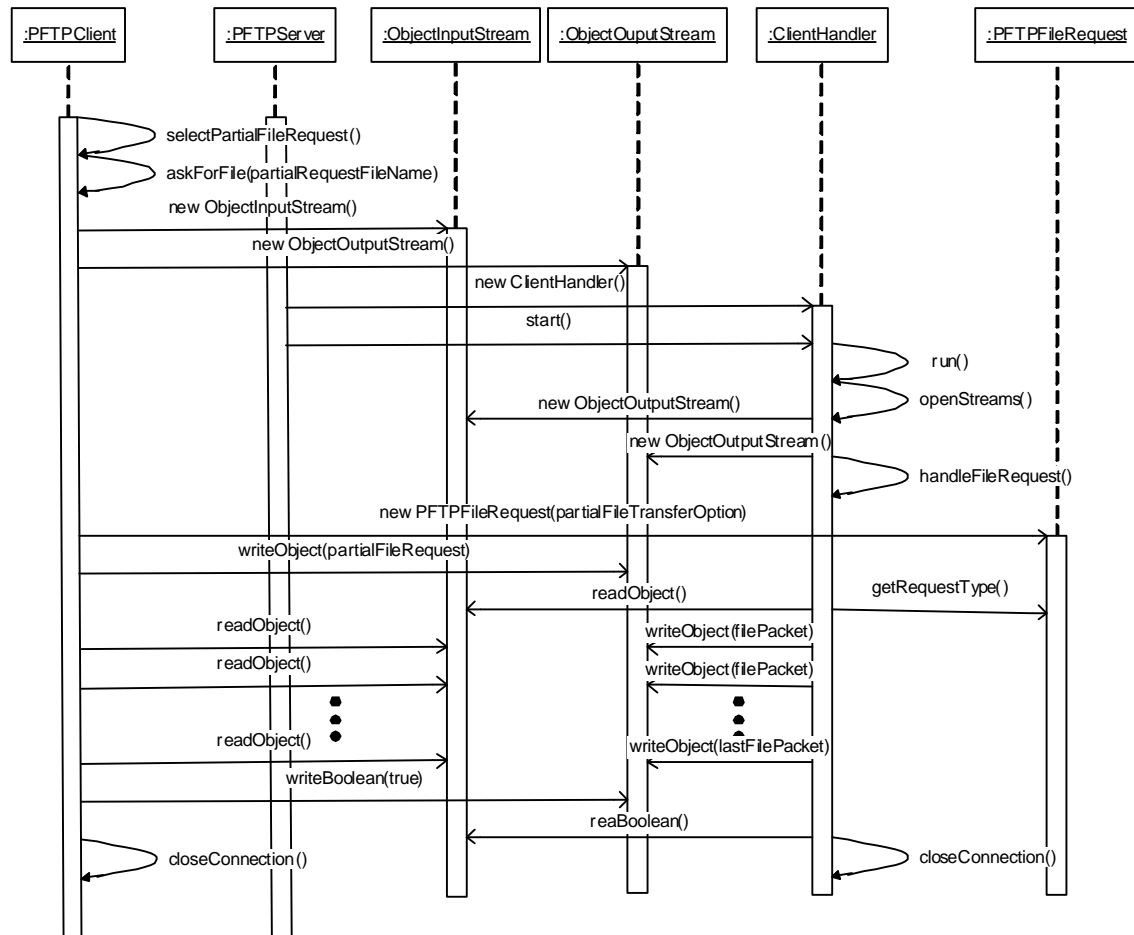 :PFTPClient
:PFTPServer
:ObjectInputStream
:ObjectOuputStream
:ClientHandler
:PFTPFileRequest
selectPartialFileRequest()
askForFile(partialRequestFileName)
new ObjectInputStream()
new ObjectOutputStream()
new ClientHandler()
start()
run()
openStreams()
new ObjectOutputStream()
new ObjectOutputStream()
handleFileRequest()
new PFTPFileRequest(partialFileTransferOption)
writeObject(partialFileRequest)
getRequestType()
readObject()
readObject()
writeObject(filePacket)
readObject()
writeObject(filePacket)
readObject()
writeObject(lastFilePacket)
writeBoolean(true)
reaBoolean()
closeConnection()
closeConnection()